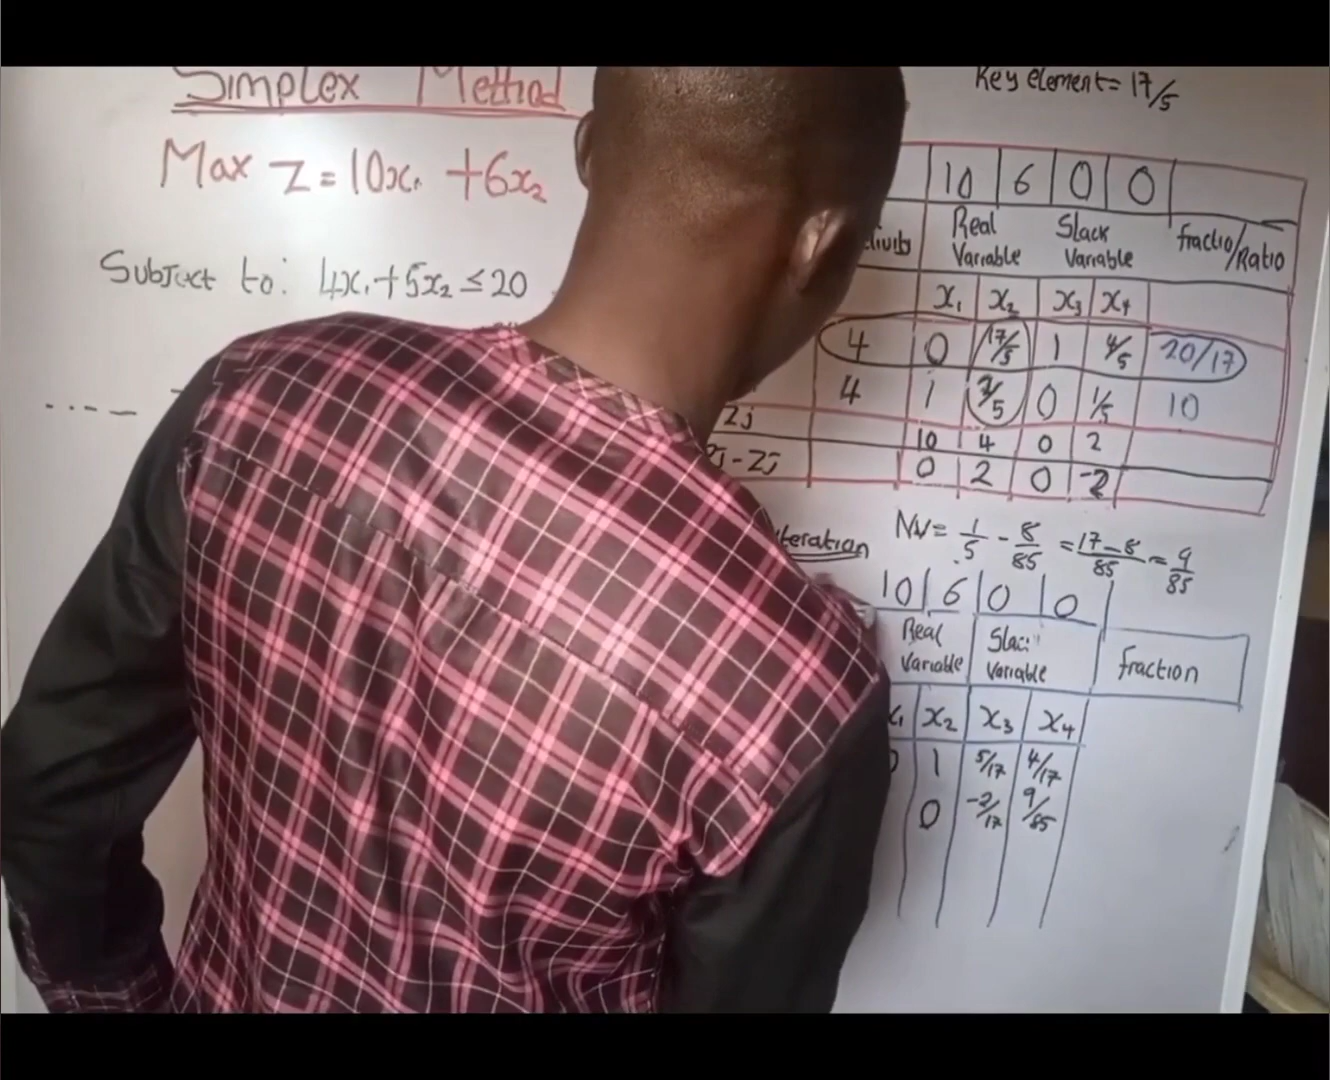 Simplex Method
Max Z = 10x₁ + 6x₂
Subject to: 4x₁ + 5x₂ ≤ 20
Key element = 17/5
10 6 0 0
Real Variable Slack Variable fractio/Ratio
x₁ x₂ x₃ x₄
4 0 17/5 1 4/5 20/17
4 1 2/5 0 1/5 10
Zj 10 4 0 2
-Zj 0 2 0 -2
iteration
NV = 1/5 - 8/85 = 17-8/85 = 9/85
10 6 0 0
Real Variable Slac Variable fraction
x₁ x₂ x₃ x₄
0 1 5/17 4/17
0 -2/17 9/85